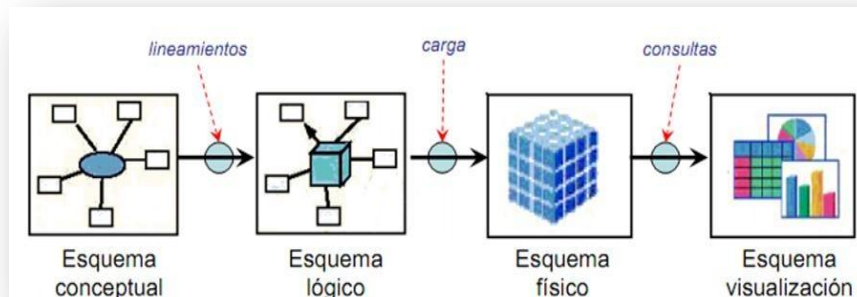 lineamientos
carga
consultas
Esquema
conceptual
Esquema
lógico
Esquema
físico
Esquema
visualización